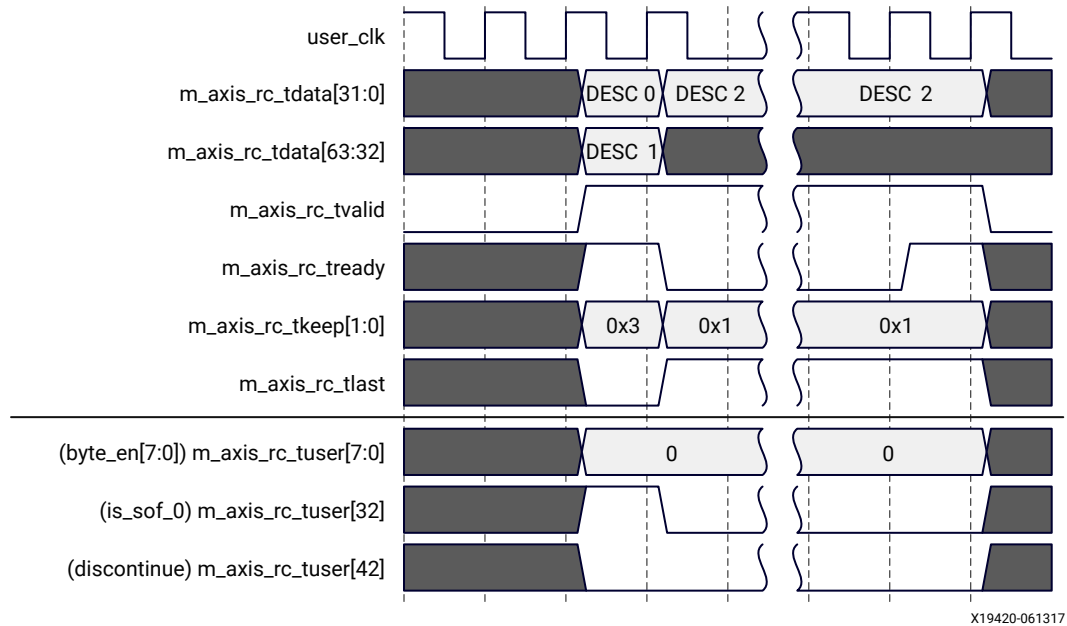 user_clk
m_axis_rc_tdata[31:0] DESC 0 DESC 2 DESC 2
m_axis_rc_tdata[63:32] DESC 1
m_axis_rc_tvalid
m_axis_rc_tready
m_axis_rc_tkeep[1:0] 0x3 0x1 0x1
m_axis_rc_tlast
(byte_en[7:0]) m_axis_rc_tuser[7:0] 0 0
(is_sof_0) m_axis_rc_tuser[32]
(discontinue) m_axis_rc_tuser[42]
X19420-061317